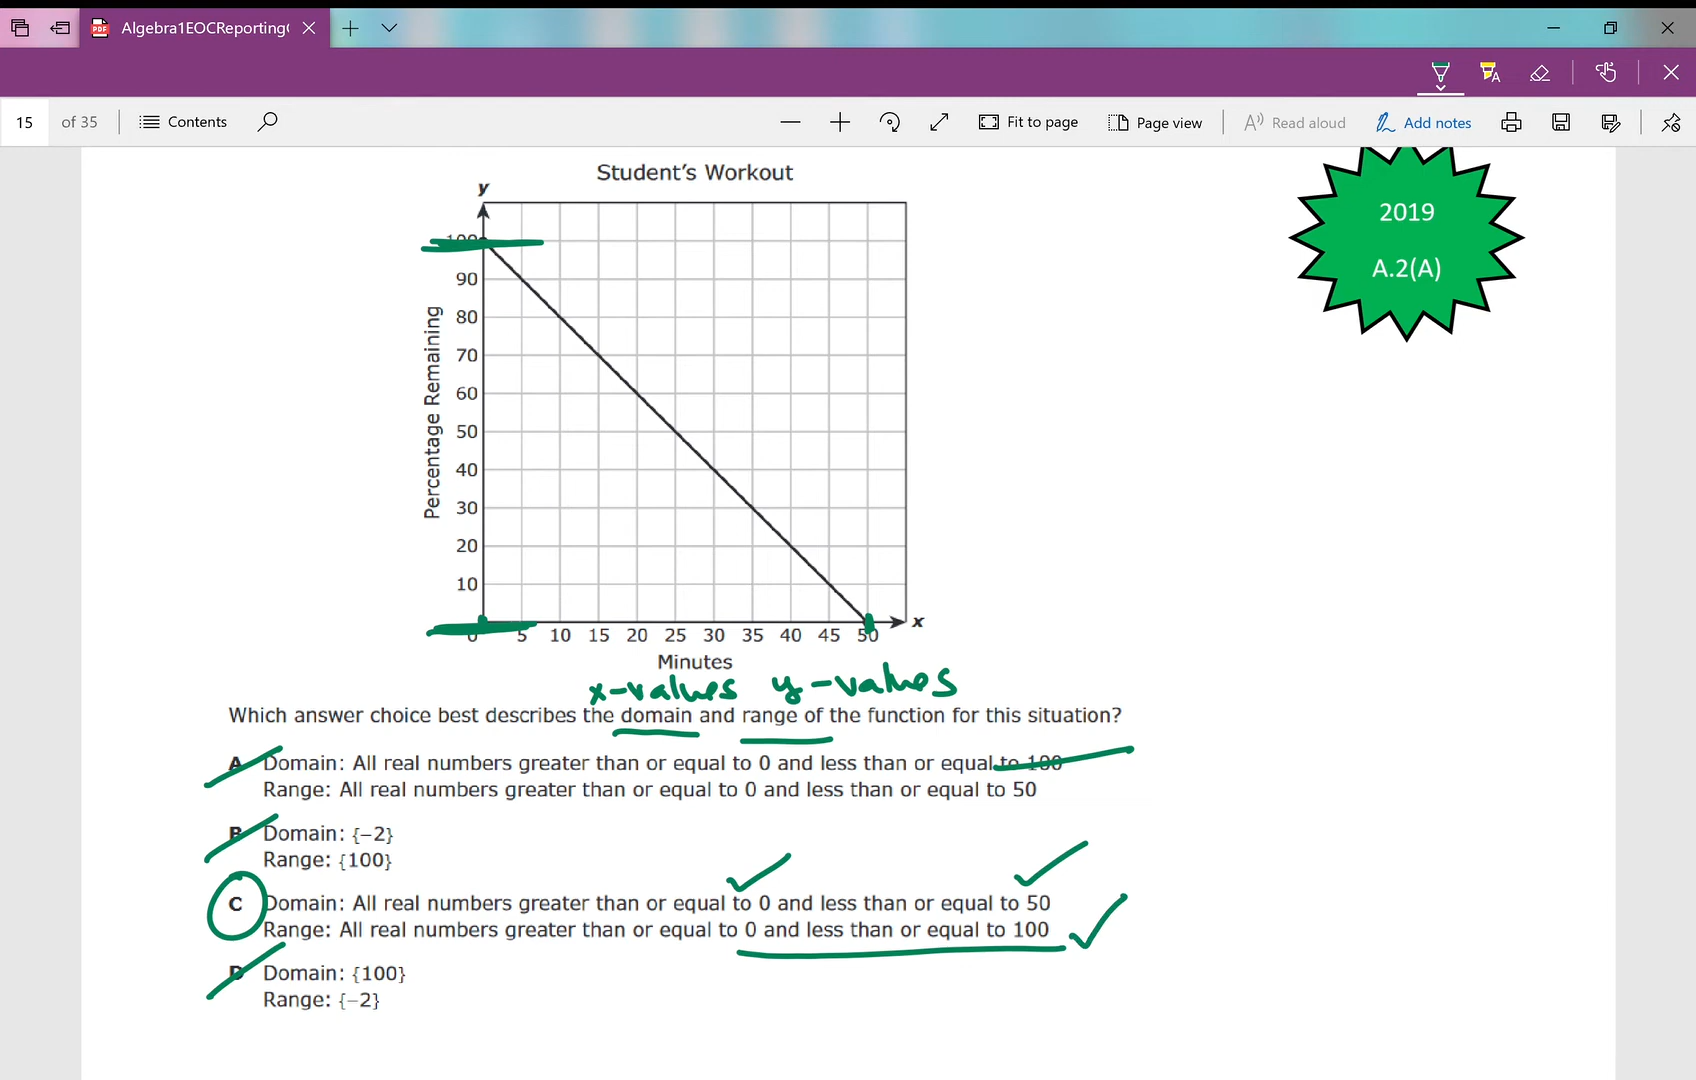 Algebra1EOCReporting(
15 of 35 Contents Fit to page Page view Read aloud Add notes
Student's Workout
2019
A.2(A)
y
100
90
80
70
60
50
40
30
20
10
Percentage Remaining
0 5 10 15 20 25 30 35 40 45 50 x
Minutes
x-values y-values
Which answer choice best describes the domain and range of the function for this situation?
A Domain: All real numbers greater than or equal to 0 and less than or equal to 100
Range: All real numbers greater than or equal to 0 and less than or equal to 50
B Domain: {−2}
Range: {100}
C Domain: All real numbers greater than or equal to 0 and less than or equal to 50
Range: All real numbers greater than or equal to 0 and less than or equal to 100
D Domain: {100}
Range: {−2}